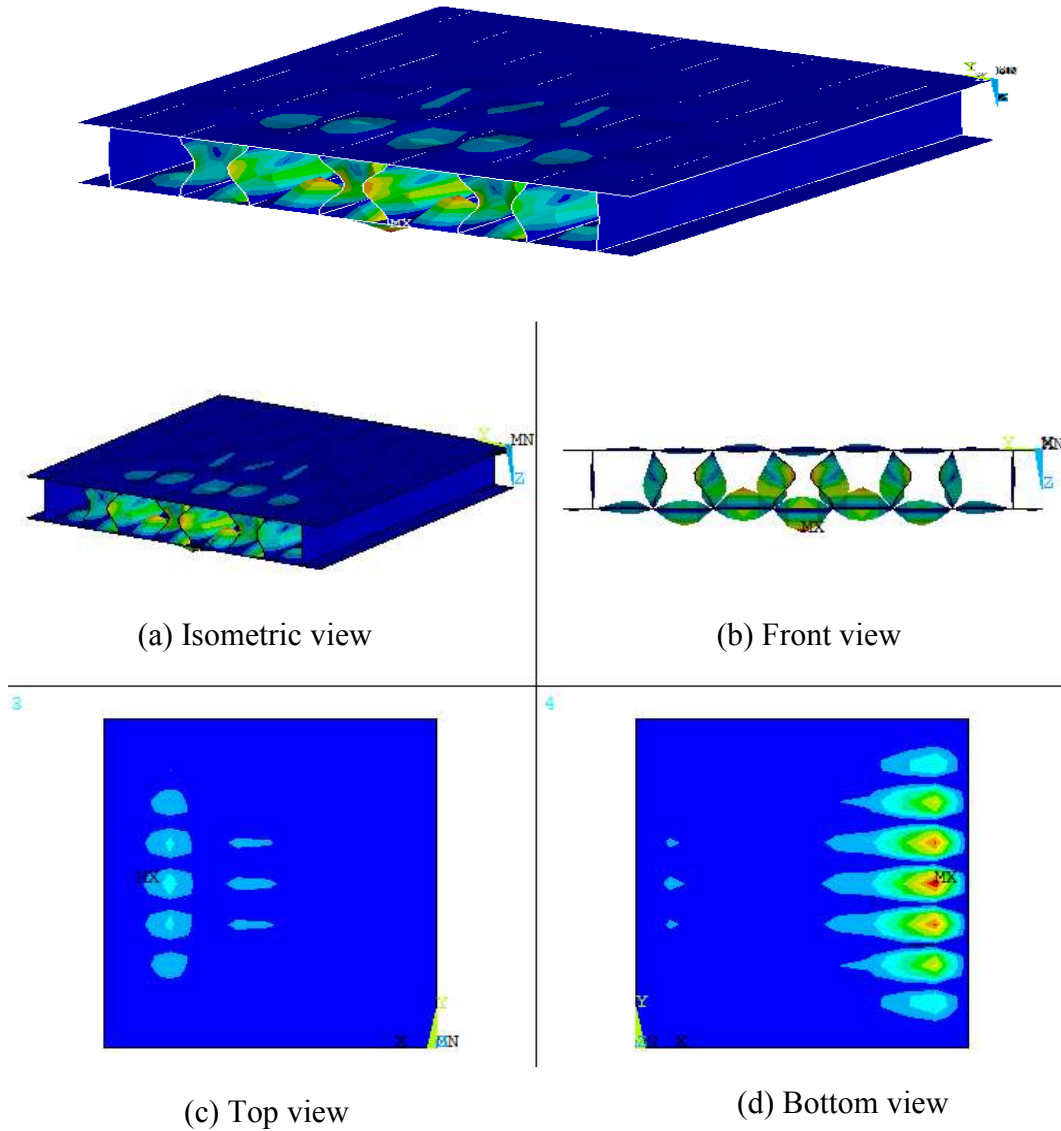 Y
MX
Y
MN
Z
Y
Z
MX
(a) Isometric view
(b) Front view
3
4
MX
MX
Y
X
MN
Y
X
(c) Top view
(d) Bottom view